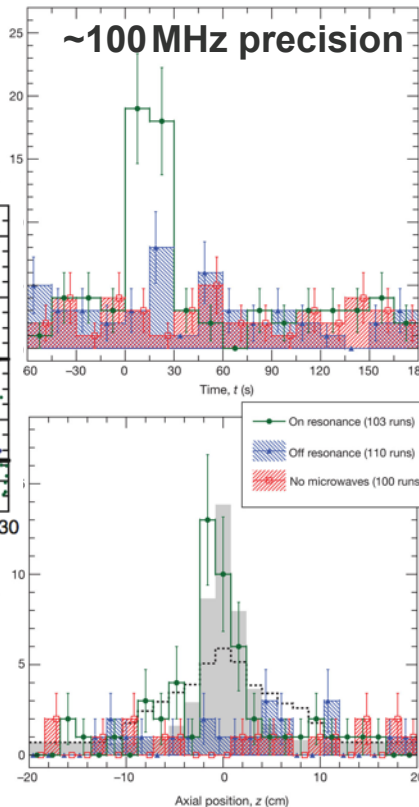 ~100 MHz precision
25
20
15
60 −30 0 30 60 90 120 150 18
Time, t (s)
On resonance (103 runs)
Off resonance (110 runs)
No microwaves (100 runs
30
10
5
0
−20 −10 0 10 20
Axial position, z (cm)